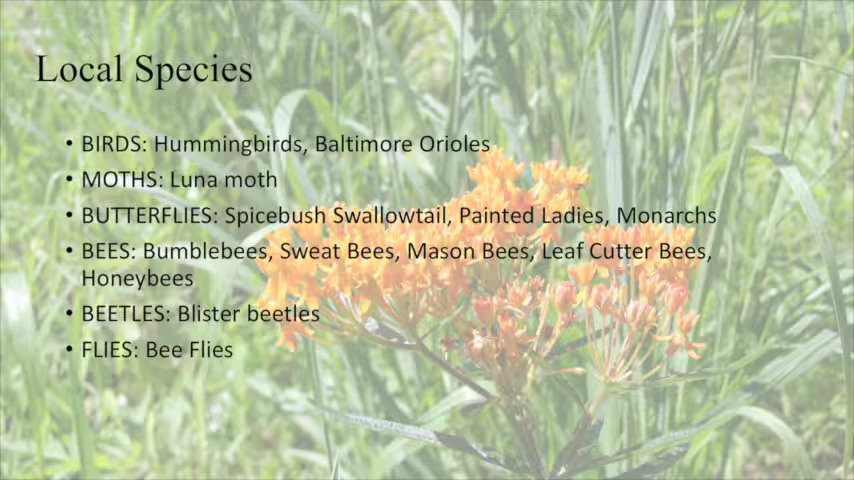 Local Species
• BIRDS: Hummingbirds, Baltimore Orioles
• MOTHS: Luna moth
• BUTTERFLIES: Spicebush Swallowtail, Painted Ladies, Monarchs
• BEES: Bumblebees, Sweat Bees, Mason Bees, Leaf Cutter Bees,
Honeybees
• BEETLES: Blister beetles
• FLIES: Bee Flies